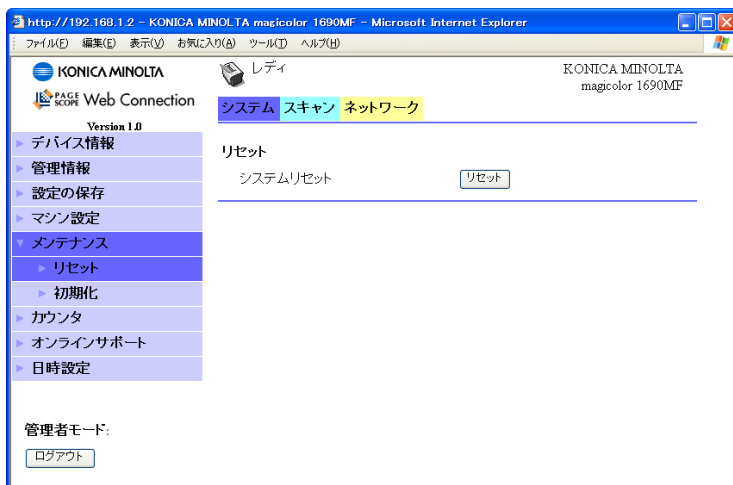 http://192.168.1.2 - KONICA MINOLTA magicolor 1690MF - Microsoft Internet Explorer
ファイル(F) 編集(E) 表示(V) お気に入り(A) ツール(T) ヘルプ(H)
KONICA MINOLTA
PAGE SCOPE Web Connection
Version 1.0
レディ
KONICA MINOLTA
magicolor 1690MF
システム スキャン ネットワーク
デバイス情報
管理情報
設定の保存
マシン設定
メンテナンス
リセット
初期化
カウンタ
オンラインサポート
日時設定
リセット
システムリセット リセット
管理者モード:
ログアウト